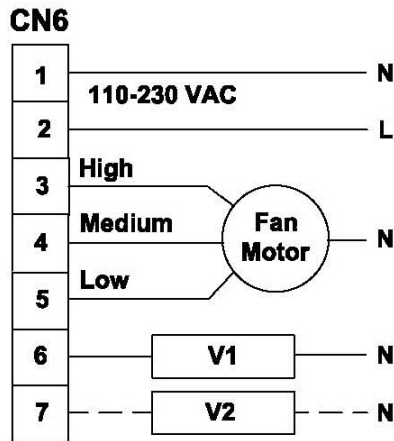 CN6
1 N
110-230 VAC
2 L
3 High
4 Medium Fan Motor N
5 Low
6 V1 N
7 V2 N